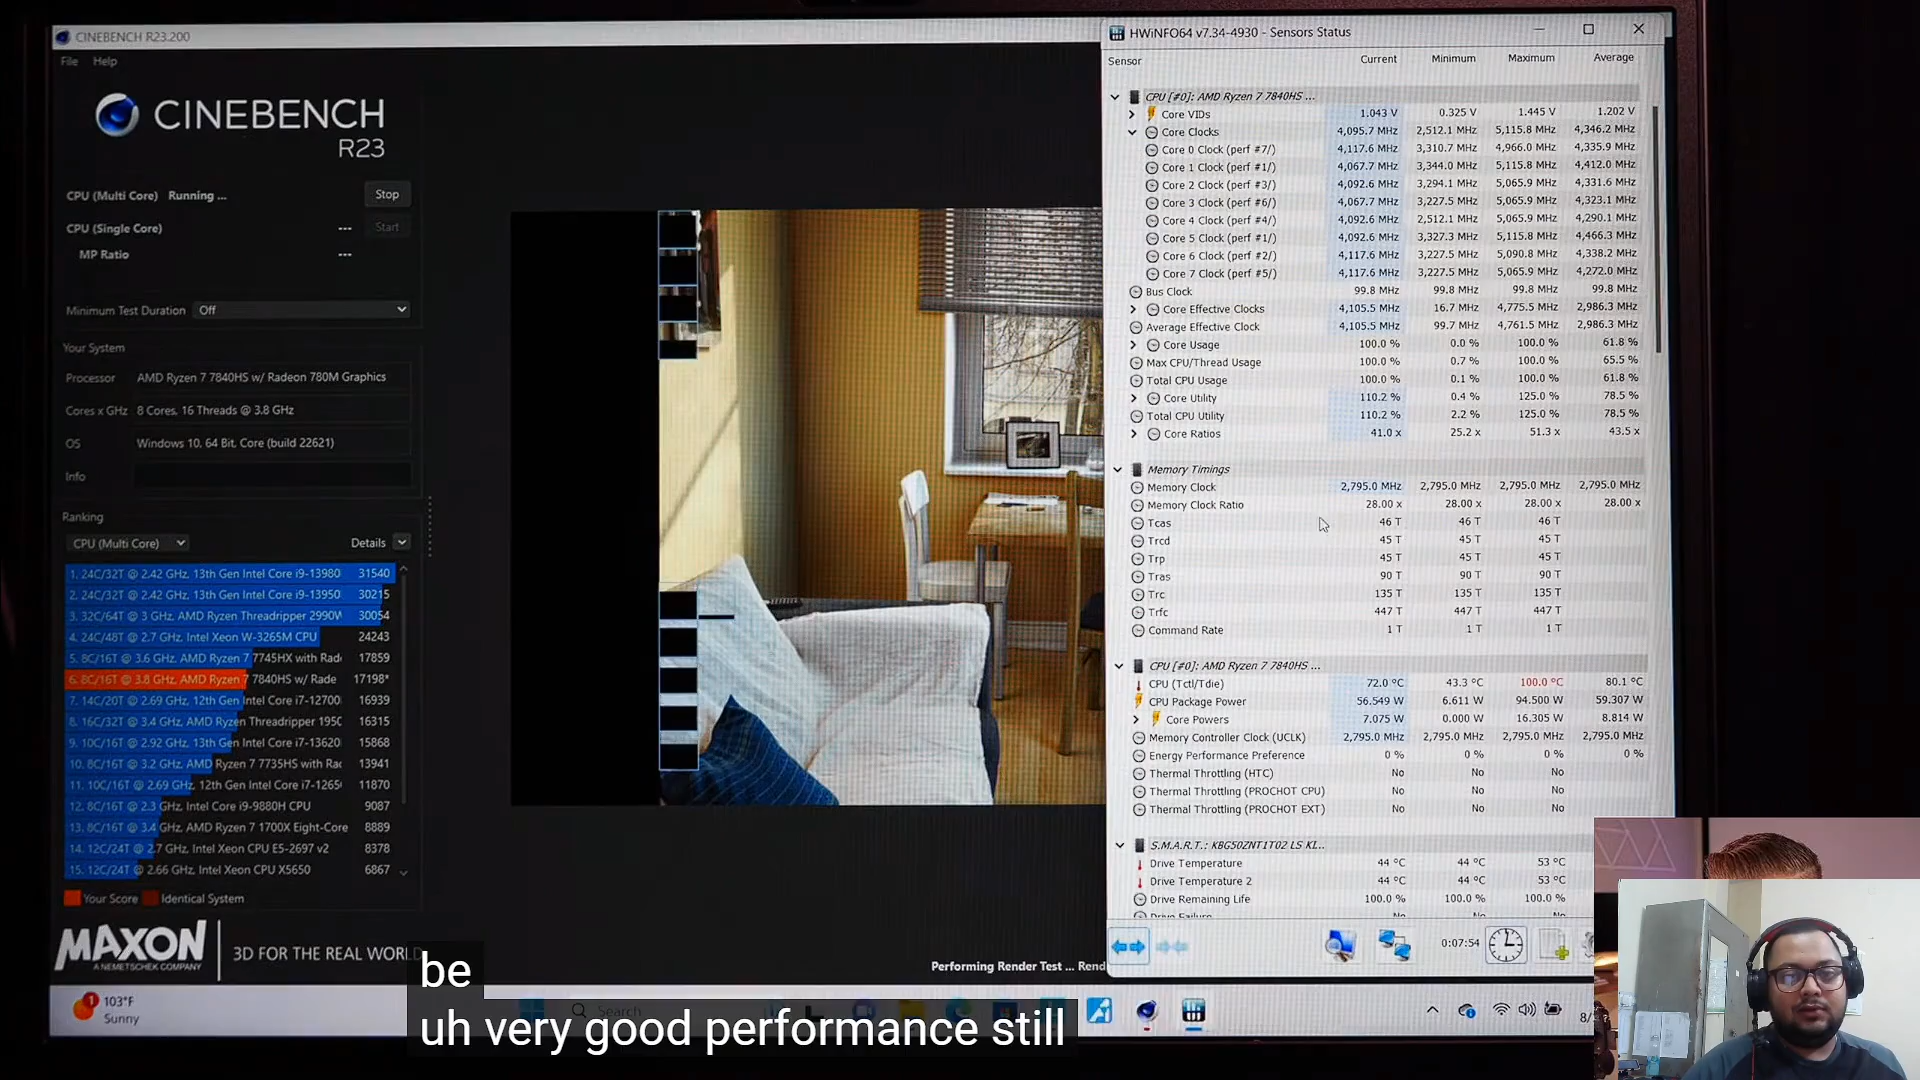 CINEBENCH R23.200
File Help
CINEBENCH
R23
CPU (Multi Core) Running ... Stop
CPU (Single Core) --- Start
MP Ratio ---
Minimum Test Duration Off
Your System
Processor AMD Ryzen 7 7840HS w/ Radeon 780M Graphics
Cores x GHz 8 Cores, 16 Threads @ 3.8 GHz
OS Windows 10, 64 Bit, Core (build 22621)
Info
Ranking
CPU (Multi Core) Details
1. 24C/32T @ 2.42 GHz, 13th Gen Intel Core i9-13980 31540
2. 24C/32T @ 2.42 GHz, 13th Gen Intel Core i9-13950 30215
3. 32C/64T @ 3 GHz, AMD Ryzen Threadripper 2990W 30054
4. 24C/48T @ 2.7 GHz, Intel Xeon W-3265M CPU 24243
5. 8C/16T @ 3.6 GHz, AMD Ryzen 7 7745HX with Rade 17859
6. 8C/16T @ 3.8 GHz, AMD Ryzen 7 7840HS w/ Rade 17198*
7. 14C/20T @ 2.69 GHz, 12th Gen Intel Core i7-12700 16939
8. 16C/32T @ 3.4 GHz, AMD Ryzen Threadripper 1950 16315
9. 10C/16T @ 2.92 GHz, 13th Gen Intel Core i7-13620 15868
10. 8C/16T @ 3.2 GHz, AMD Ryzen 7 7735HS with Rac 13941
11. 10C/16T @ 2.69 GHz, 12th Gen Intel Core i7-1265 11870
12. 8C/16T @ 2.3 GHz, Intel Core i9-9880H CPU 9087
13. 8C/16T @ 3.4 GHz, AMD Ryzen 7 1700X Eight-Core 8889
14. 12C/24T @ 2.7 GHz, Intel Xeon CPU E5-2697 v2 8378
15. 12C/24T @ 2.66 GHz, Intel Xeon CPU X5650 6867
Your Score Identical System
MAXON
A NEMETSCHEK COMPANY
3D FOR THE REAL WORL
Performing Render Test ... Rend
HWiNFO64 v7.34-4930 - Sensors Status
Sensor Current Minimum Maximum Average
CPU [#0]: AMD Ryzen 7 7840HS ...
Core VIDs 1.043 V 0.325 V 1.445 V 1.202 V
Core Clocks 4,095.7 MHz 2,512.1 MHz 5,115.8 MHz 4,346.2 MHz
Core 0 Clock (perf #7/) 4,117.6 MHz 3,310.7 MHz 4,966.0 MHz 4,335.9 MHz
Core 1 Clock (perf #1/) 4,067.7 MHz 3,344.0 MHz 5,115.8 MHz 4,412.0 MHz
Core 2 Clock (perf #3/) 4,092.6 MHz 3,294.1 MHz 5,065.9 MHz 4,331.6 MHz
Core 3 Clock (perf #6/) 4,067.7 MHz 3,227.5 MHz 5,065.9 MHz 4,323.1 MHz
Core 4 Clock (perf #4/) 4,092.6 MHz 2,512.1 MHz 5,065.9 MHz 4,290.1 MHz
Core 5 Clock (perf #1/) 4,092.6 MHz 3,327.3 MHz 5,115.8 MHz 4,466.3 MHz
Core 6 Clock (perf #2/) 4,117.6 MHz 3,227.5 MHz 5,090.8 MHz 4,338.2 MHz
Core 7 Clock (perf #5/) 4,117.6 MHz 3,227.5 MHz 5,065.9 MHz 4,272.0 MHz
Bus Clock 99.8 MHz 99.8 MHz 99.8 MHz 99.8 MHz
Core Effective Clocks 4,105.5 MHz 16.7 MHz 4,775.5 MHz 2,986.3 MHz
Average Effective Clock 4,105.5 MHz 99.7 MHz 4,761.5 MHz 2,986.3 MHz
Core Usage 100.0 % 0.0 % 100.0 % 61.8 %
Max CPU/Thread Usage 100.0 % 0.7 % 100.0 % 65.5 %
Total CPU Usage 100.0 % 0.1 % 100.0 % 61.8 %
Core Utility 110.2 % 0.4 % 125.0 % 78.5 %
Total CPU Utility 110.2 % 2.2 % 125.0 % 78.5 %
Core Ratios 41.0 x 25.2 x 51.3 x 43.5 x
Memory Timings
Memory Clock 2,795.0 MHz 2,795.0 MHz 2,795.0 MHz 2,795.0 MHz
Memory Clock Ratio 28.00 x 28.00 x 28.00 x 28.00 x
Tcas 46 T 46 T 46 T
Trcd 45 T 45 T 45 T
Trp 45 T 45 T 45 T
Tras 90 T 90 T 90 T
Trc 135 T 135 T 135 T
Trfc 447 T 447 T 447 T
Command Rate 1 T 1 T 1 T
CPU [#0]: AMD Ryzen 7 7840HS ...
CPU (Tctl/Tdie) 72.0 °C 43.3 °C 100.0 °C 80.1 °C
CPU Package Power 56.549 W 6.611 W 94.500 W 59.307 W
Core Powers 7.075 W 0.000 W 16.305 W 8.814 W
Memory Controller Clock (UCLK) 2,795.0 MHz 2,795.0 MHz 2,795.0 MHz 2,795.0 MHz
Energy Performance Preference 0 % 0 % 0 % 0 %
Thermal Throttling (HTC) No No No
Thermal Throttling (PROCHOT CPU) No No No
Thermal Throttling (PROCHOT EXT) No No No
S.M.A.R.T.: KBG50ZNT1T02 LS KL...
Drive Temperature 44 °C 44 °C 53 °C
Drive Temperature 2 44 °C 44 °C 53 °C
Drive Remaining Life 100.0 % 100.0 % 100.0 %
Drive Failure No No No
0:07:54
1 103°F
Sunny
Search
8/
be
uh very good performance still